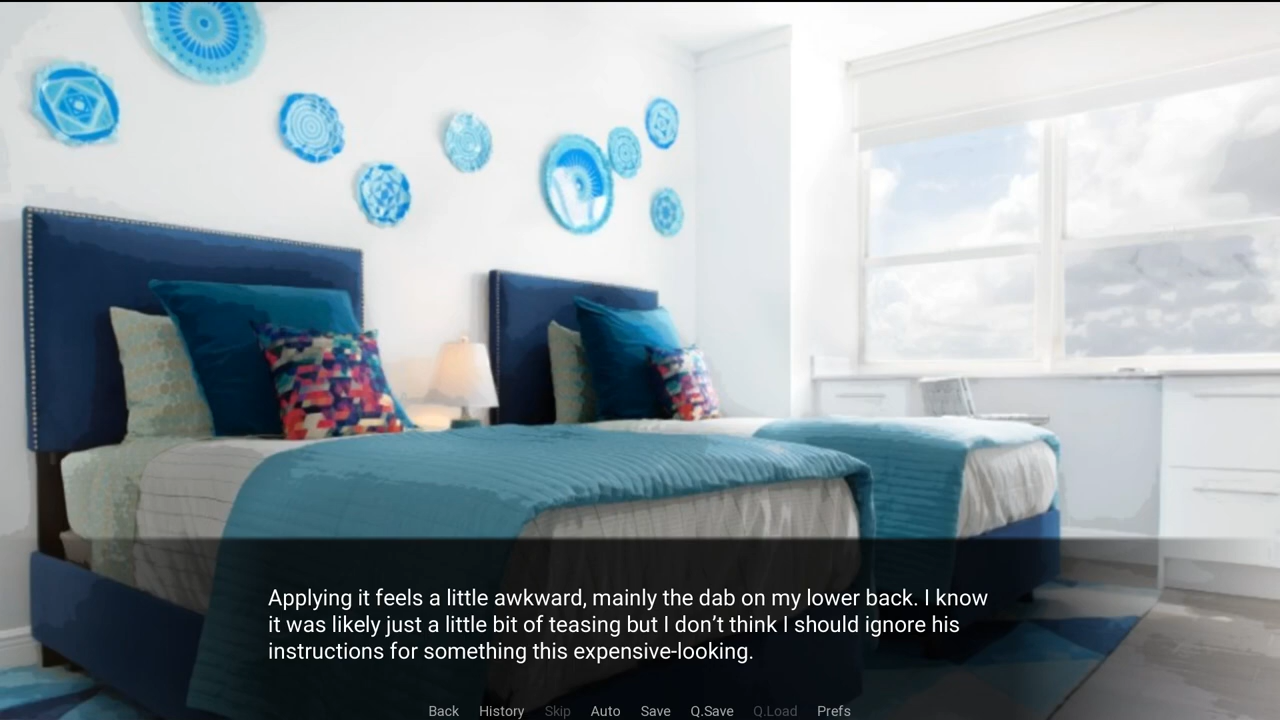 Applying it feels a little awkward, mainly the dab on my lower back. I know
it was likely just a little bit of teasing but I don’t think I should ignore his
instructions for something this expensive-looking.
Back History Skip Auto Save Q.Save Q.Load Prefs